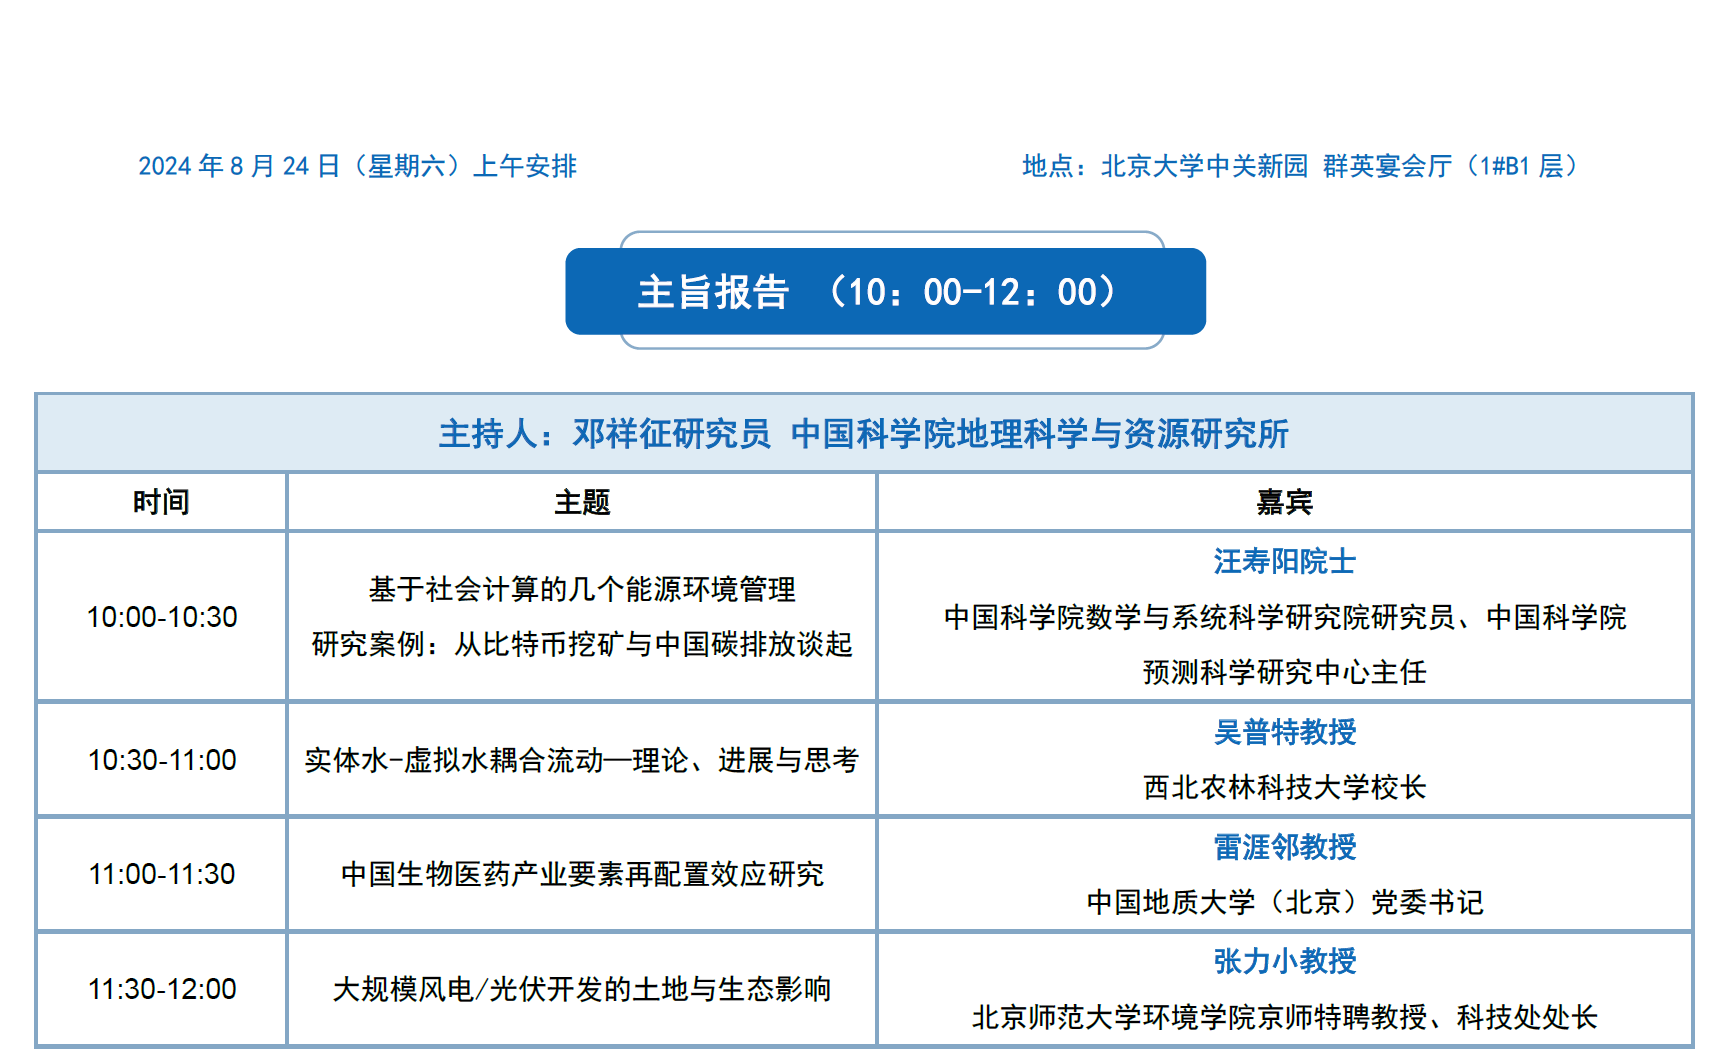 2024 年 8 月 24 日（星期六）上午安排
地点：北京大学中关新园 群英宴会厅（1#B1 层）
主旨报告 （10：00-12：00）
主持人：邓祥征研究员 中国科学院地理科学与资源研究所
时间 主题 嘉宾
10:00-10:30
基于社会计算的几个能源环境管理
研究案例：从比特币挖矿与中国碳排放谈起
汪寿阳院士
中国科学院数学与系统科学研究院研究员、中国科学院
预测科学研究中心主任
10:30-11:00
实体水-虚拟水耦合流动—理论、进展与思考
吴普特教授
西北农林科技大学校长
11:00-11:30
中国生物医药产业要素再配置效应研究
雷涯邻教授
中国地质大学（北京）党委书记
11:30-12:00
大规模风电/光伏开发的土地与生态影响
张力小教授
北京师范大学环境学院京师特聘教授、科技处处长